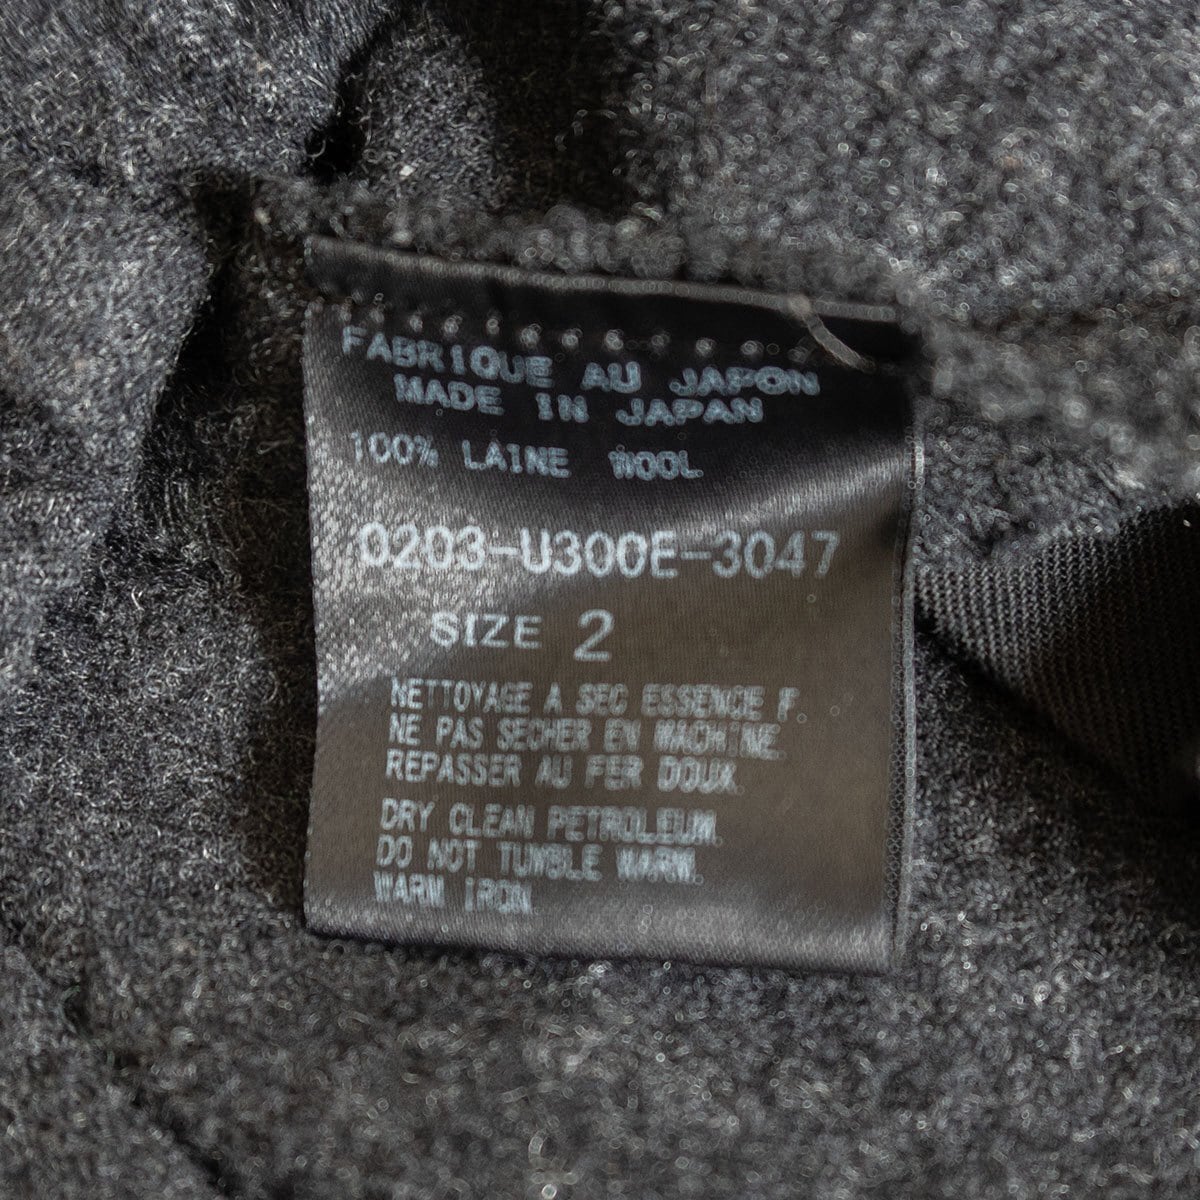 FABRIQUE AU JAPON
MADE IN JAPAN
100% LAINE WOOL
0203-U300E-3047
SIZE 2
NETTOYAGE A SEC ESSENCE F.
NE PAS SECHER EN MACHINE.
REPASSER AU FER DOUX.
DRY CLEAN PETROLEUM.
DO NOT TUMBLE WARM.
WARM IRON.